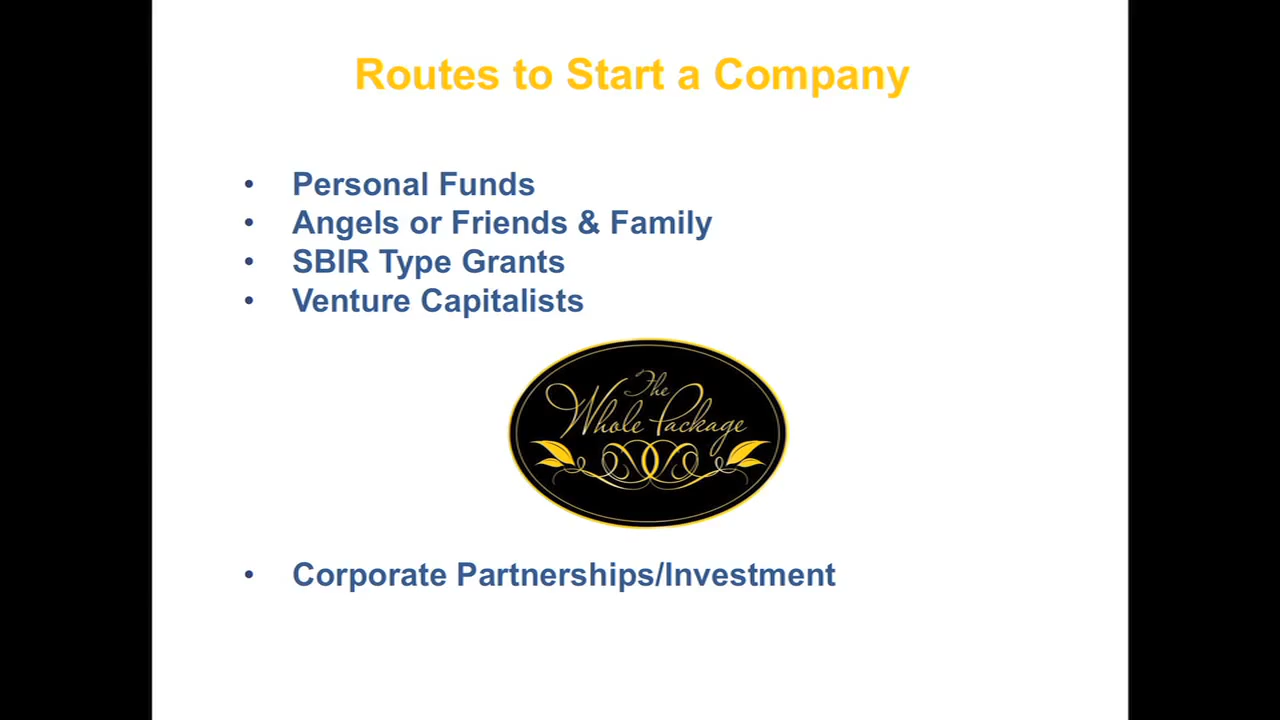 Routes to Start a Company
• Personal Funds
• Angels or Friends & Family
• SBIR Type Grants
• Venture Capitalists
The
Whole Package
• Corporate Partnerships/Investment